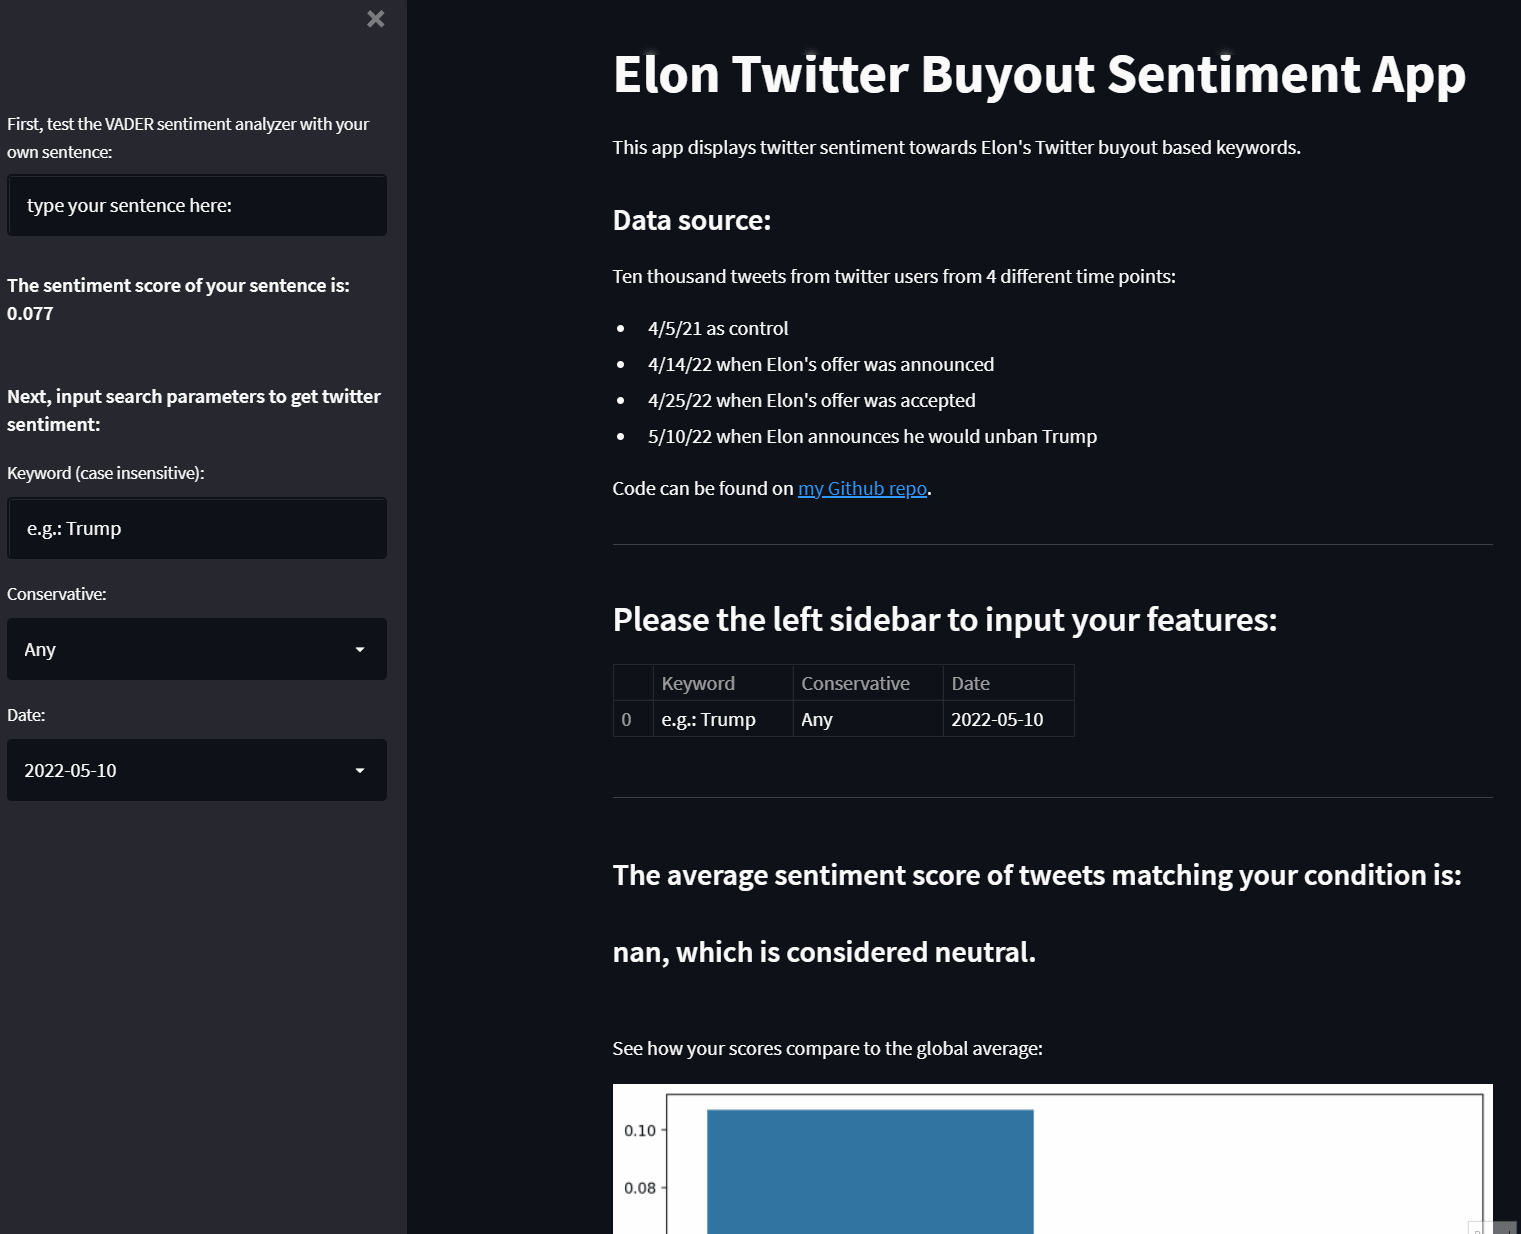 First, test the VADER sentiment analyzer with your
own sentence:
type your sentence here:
The sentiment score of your sentence is:
0.077
Next, input search parameters to get twitter
sentiment:
Keyword (case insensitive):
e.g.: Trump
Conservative:
Any
Date:
2022-05-10
Elon Twitter Buyout Sentiment App
This app displays twitter sentiment towards Elon's Twitter buyout based keywords.
Data source:
Ten thousand tweets from twitter users from 4 different time points:
• 4/5/21 as control
• 4/14/22 when Elon's offer was announced
• 4/25/22 when Elon's offer was accepted
• 5/10/22 when Elon announces he would unban Trump
Code can be found on my Github repo.
Please the left sidebar to input your features:
Keyword Conservative Date
0 e.g.: Trump Any 2022-05-10
The average sentiment score of tweets matching your condition is:
nan, which is considered neutral.
See how your scores compare to the global average:
0.10
0.08